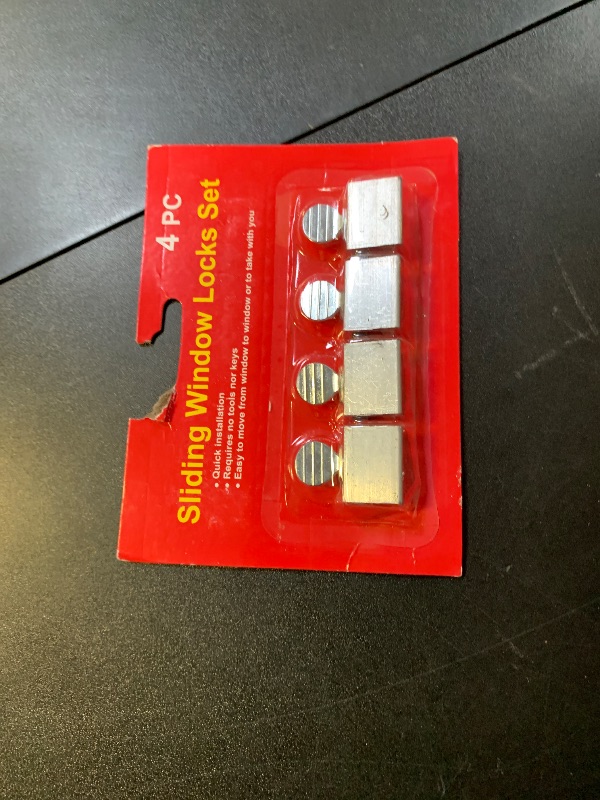 4 PC
Sliding Window Locks Set
• Quick installation
• Requires no tools nor keys
• Easy to move from window to window or to take with you